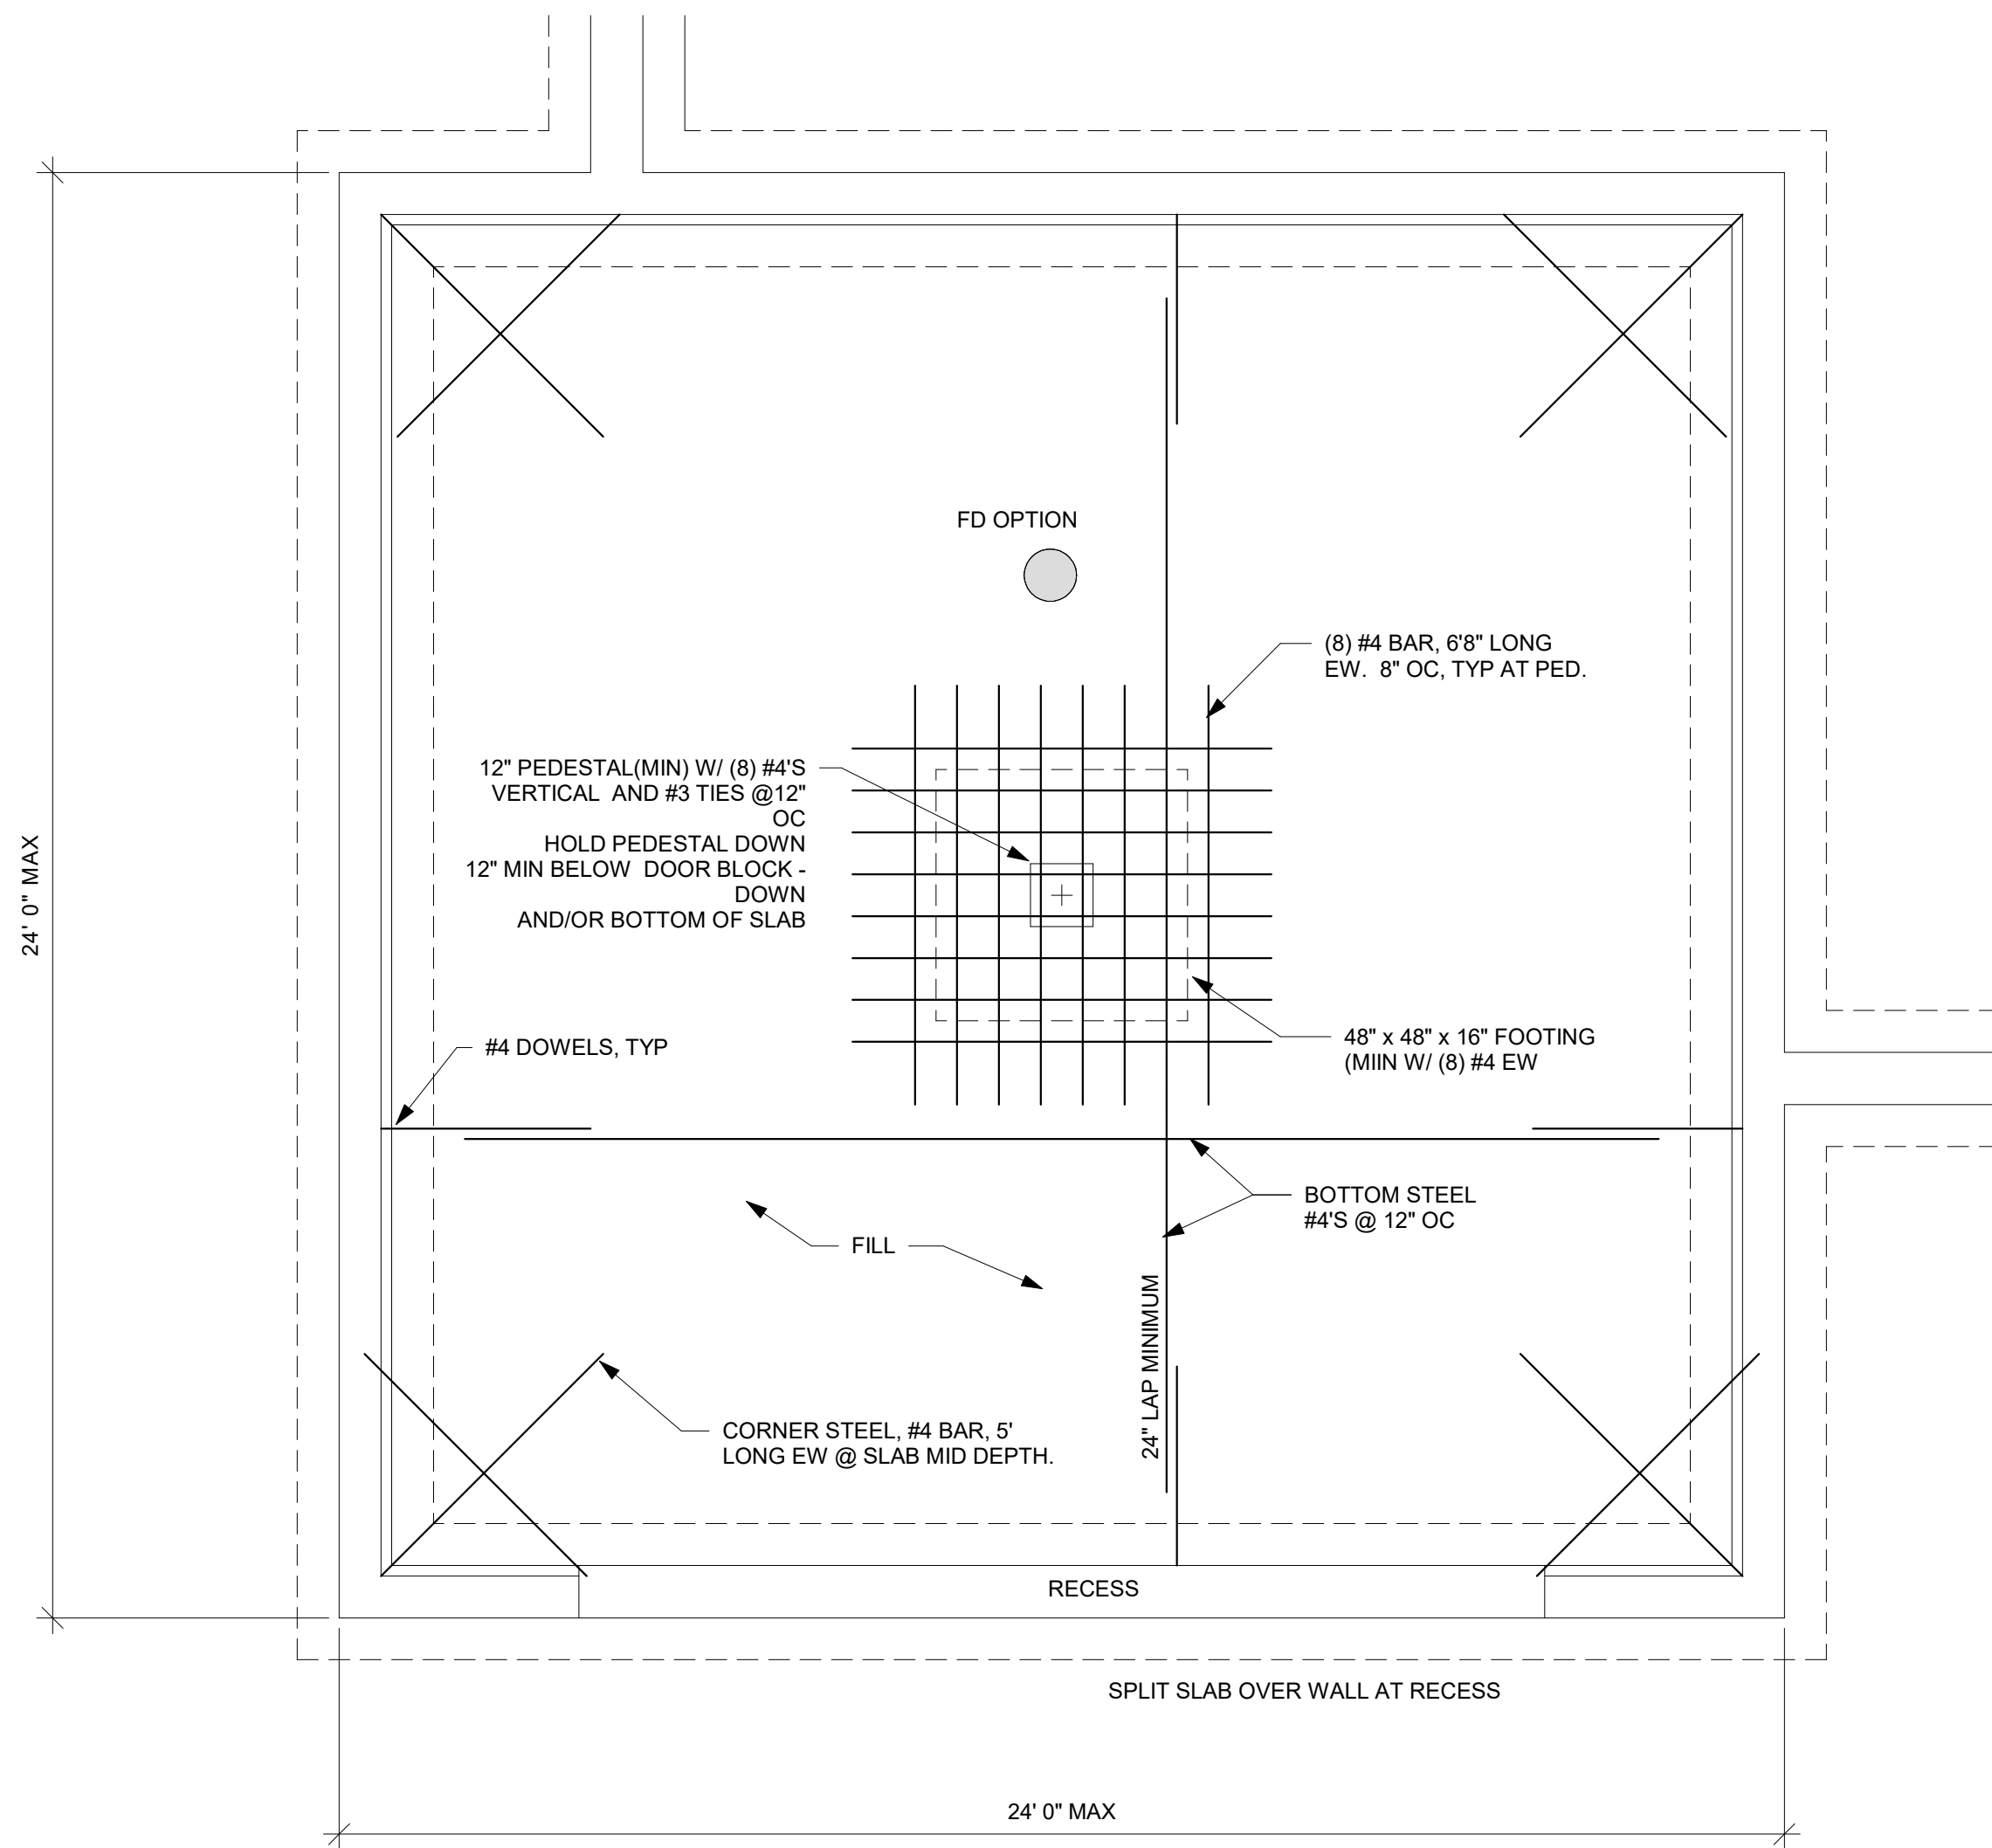 FD OPTION
(8) #4 BAR, 6'8" LONG
EW.  8" OC, TYP AT PED.
12" PEDESTAL(MIN) W/ (8) #4'S
VERTICAL  AND #3 TIES @12"
OC
HOLD PEDESTAL DOWN
12" MIN BELOW  DOOR BLOCK -
DOWN
AND/OR BOTTOM OF SLAB
24' 0" MAX
#4 DOWELS, TYP
48" x 48" x 16" FOOTING
(MIIN W/ (8) #4 EW
BOTTOM STEEL
#4'S @ 12" OC
FILL
24" LAP MINIMUM
CORNER STEEL, #4 BAR, 5'
LONG EW @ SLAB MID DEPTH.
RECESS
SPLIT SLAB OVER WALL AT RECESS
24' 0" MAX